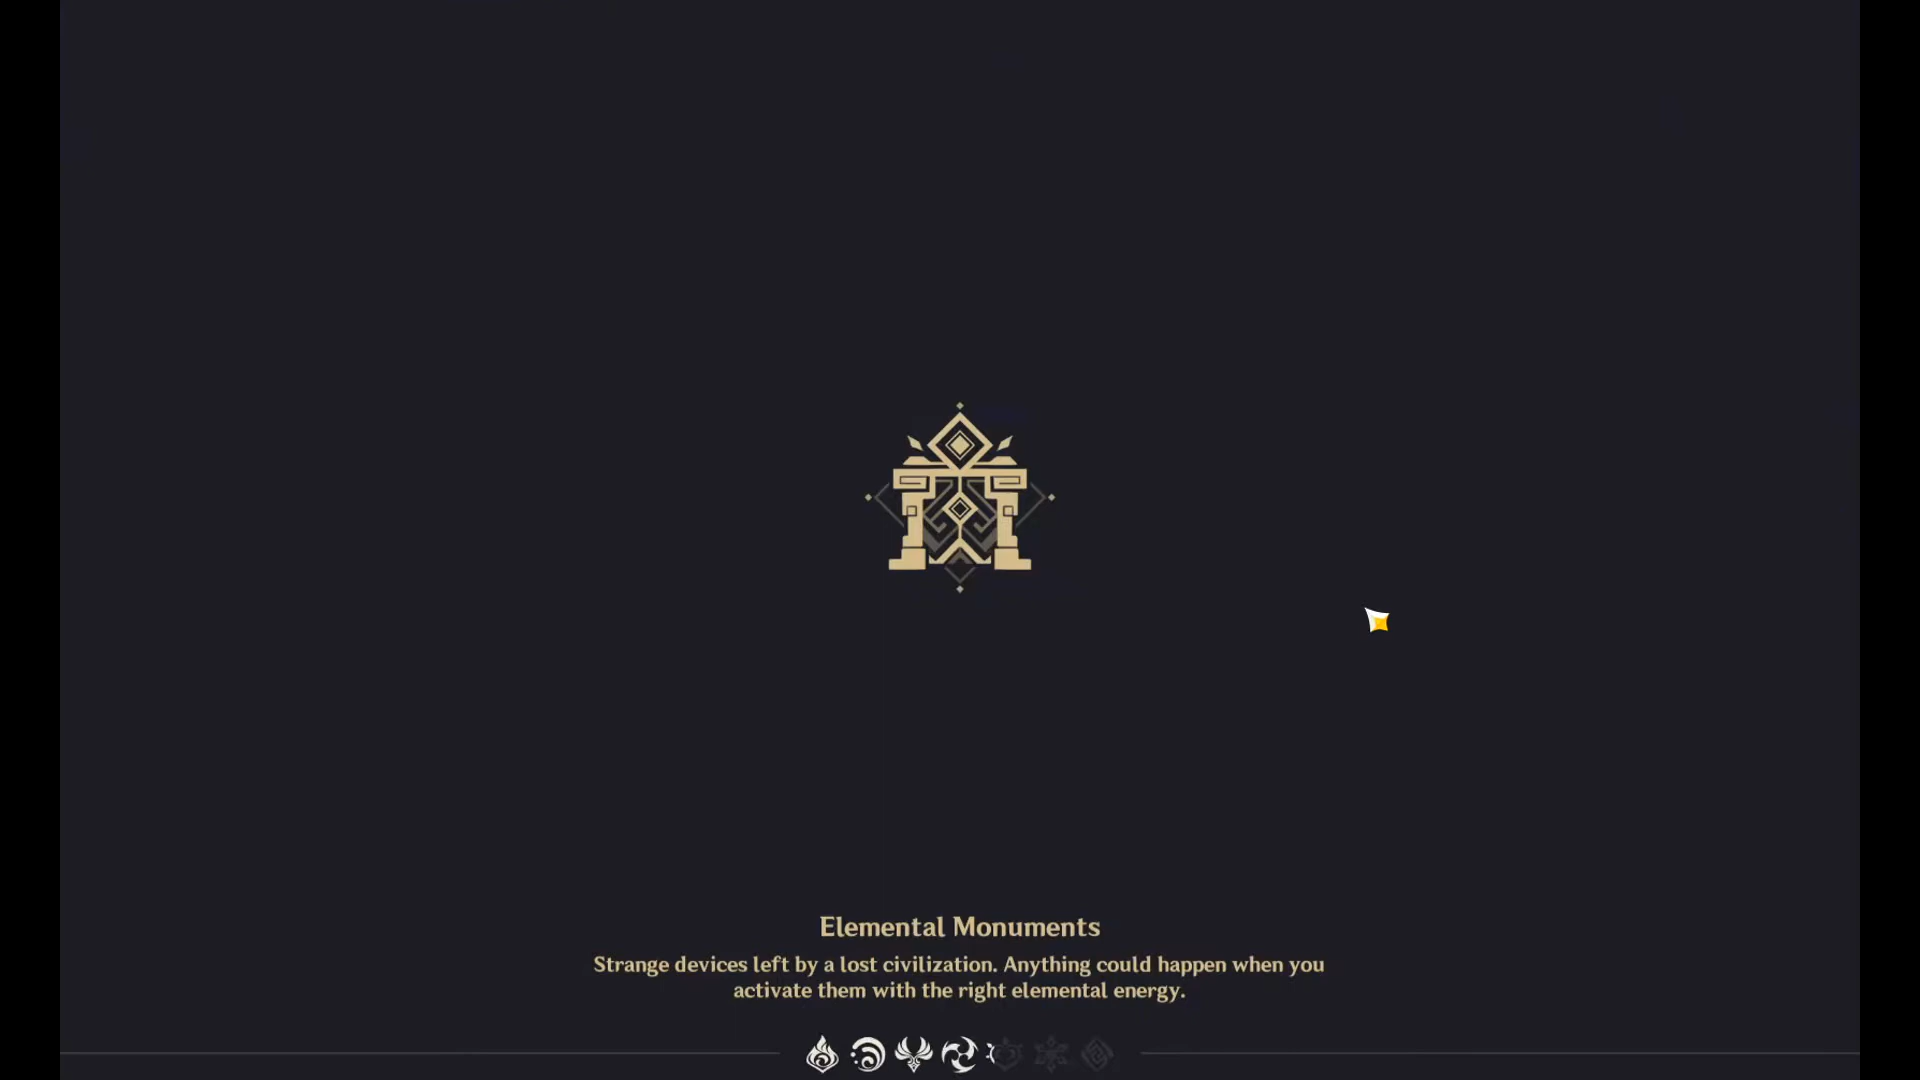 Elemental Monuments
Strange devices left by a lost civilization. Anything could happen when you
activate them with the right elemental energy.